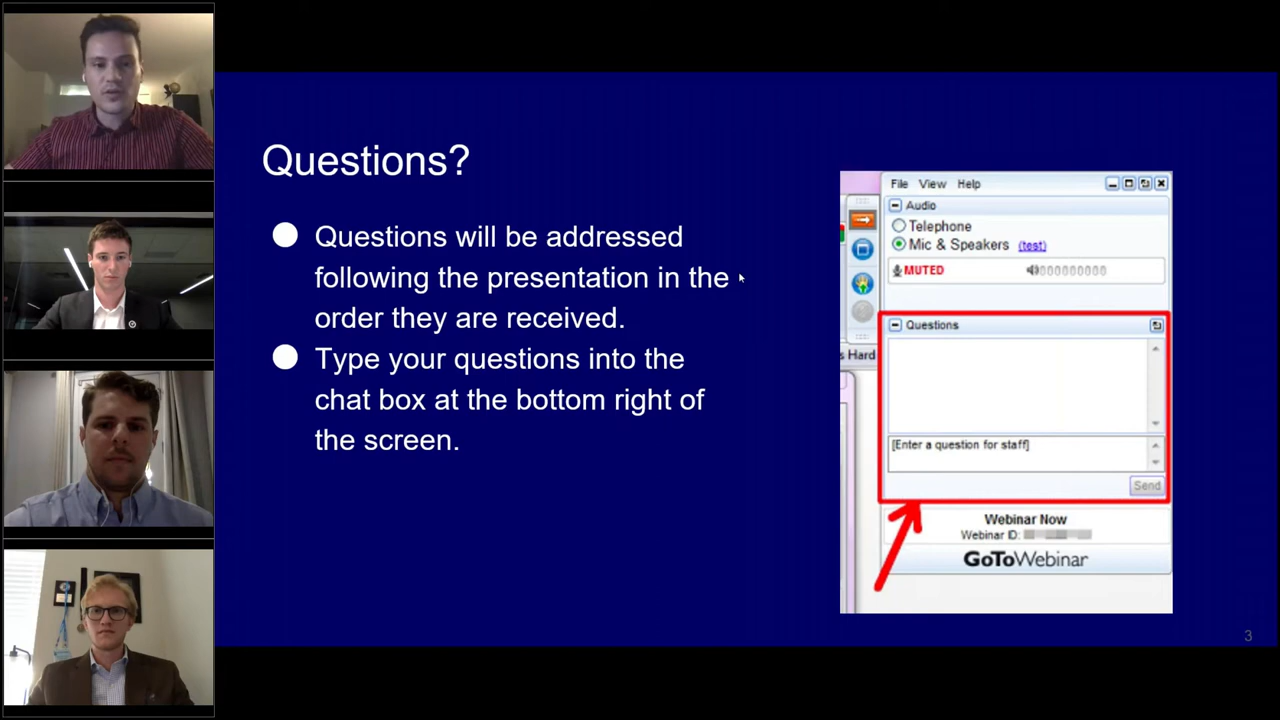 Questions?
Questions will be addressed
following the presentation in the
order they are received.
Type your questions into the
chat box at the bottom right of
the screen.
File View Help
Audio
Telephone
Mic & Speakers (test)
MUTED
000000000
Questions
s Hard
[Enter a question for staff]
Send
Webinar Now
Webinar ID:
GoToWebinar
3